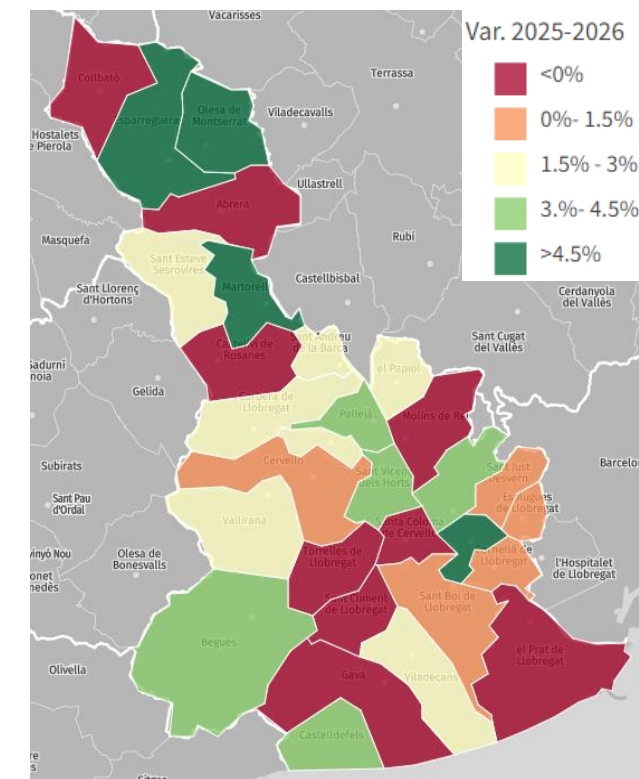 Var. 2025-2026
<0%
0%- 1.5%
1.5% - 3%
3.%- 4.5%
>4.5%
Vacarisses
Terrassa
Collbató
Esparreguera
Olesa de
Montserrat
Viladecavalls
Hostalets
de Pierola
Ullastrell
Abrera
Masquefa
Rubí
Sant Esteve
Sesrovires
Martorell
Castellbisbal
Sant Llorenç
d'Hortons
Cerdanyola
del Vallès
Sant Andreu
de la Barca
Sant Cugat
del Vallès
Castellví de
Rosanes
el Papiol
Gelida
Corbera de
Llobregat
Pallejà
Molins de Rei
Subirats
Cervelló
Sant Vicenç
dels Horts
Sant Just
Desvern
Barcelo
Esplugues
de Llobregat
Sant Pau
d'Ordal
Vallirana
Santa Coloma
de Cervelló
Olesa de
Bonesvalls
Torrelles de
Llobregat
nellà de
Llobregat
l'Hospitalet
de Llobregat
Sant Climent
de Llobregat
Sant Boi de
Llobregat
Begues
el Prat de
Llobregat
Olivella
Gavà
Viladecans
Castelldefels